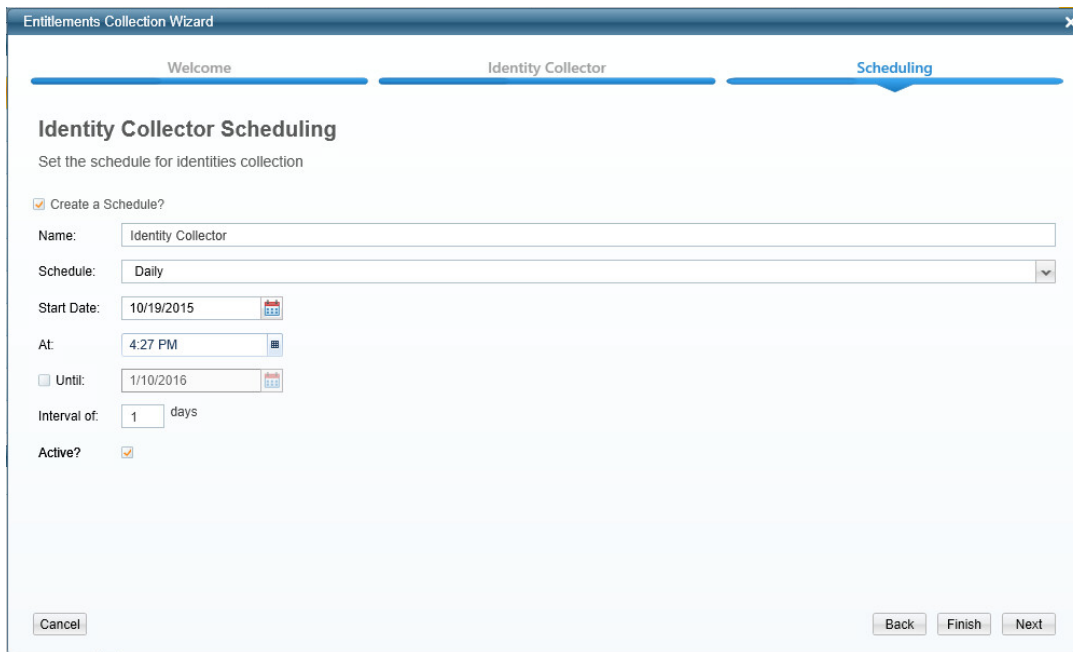 Entitlements Collection Wizard
Welcome Identity Collector Scheduling
Identity Collector Scheduling
Set the schedule for identities collection
Create a Schedule?
Name: Identity Collector
Schedule: Daily
Start Date: 10/19/2015
At: 4:27 PM
Until: 1/10/2016
Interval of: 1 days
Active?
Cancel Back Finish Next